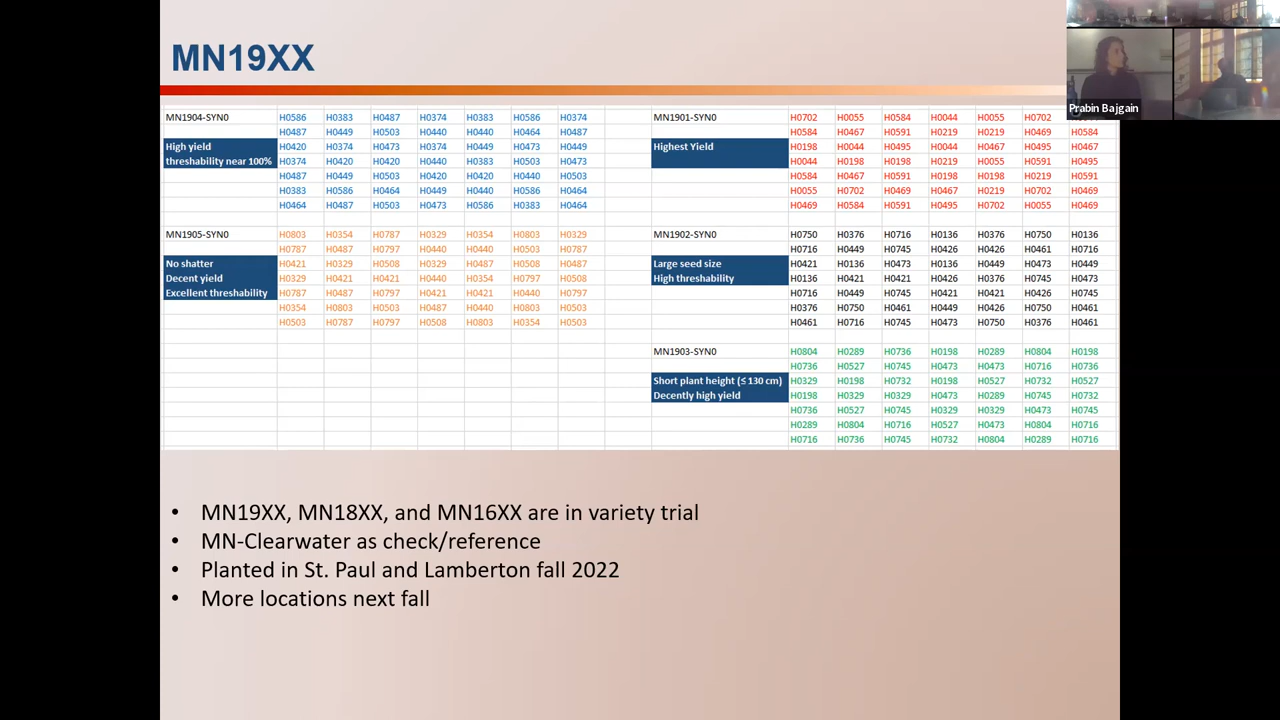 MN19XX
Prabin Bajgain
MN1904-SYN0 H0586 H0383 H0487 H0374 H0383 H0586 H0374
H0487 H0449 H0503 H0440 H0440 H0464 H0487
High yield H0420 H0374 H0473 H0374 H0449 H0473 H0449
threshability near 100% H0374 H0420 H0420 H0440 H0383 H0503 H0473
H0487 H0449 H0503 H0420 H0420 H0440 H0503
H0383 H0586 H0464 H0449 H0440 H0586 H0464
H0464 H0487 H0503 H0473 H0586 H0383 H0464
MN1905-SYN0 H0803 H0354 H0787 H0329 H0354 H0803 H0329
H0787 H0487 H0797 H0440 H0440 H0503 H0787
No shatter H0421 H0329 H0508 H0329 H0487 H0508 H0487
Decent yield H0329 H0421 H0421 H0440 H0354 H0797 H0508
Excellent threshability H0787 H0487 H0797 H0421 H0421 H0440 H0797
H0354 H0803 H0503 H0487 H0440 H0803 H0503
H0503 H0787 H0797 H0508 H0803 H0354 H0503
MN1901-SYN0 H0702 H0055 H0584 H0044 H0055 H0702
H0584 H0467 H0591 H0219 H0219 H0469 H0584
Highest Yield H0198 H0044 H0495 H0044 H0467 H0495 H0467
H0044 H0198 H0198 H0219 H0055 H0591 H0495
H0584 H0467 H0591 H0198 H0198 H0219 H0591
H0055 H0702 H0469 H0467 H0219 H0702 H0469
H0469 H0584 H0591 H0495 H0702 H0055 H0469
MN1902-SYN0 H0750 H0376 H0716 H0136 H0376 H0750 H0136
H0716 H0449 H0745 H0426 H0426 H0461 H0716
Large seed size H0421 H0136 H0473 H0136 H0449 H0473 H0449
High threshability H0136 H0421 H0421 H0426 H0376 H0745 H0473
H0716 H0449 H0745 H0421 H0421 H0426 H0745
H0376 H0750 H0461 H0449 H0426 H0750 H0461
H0461 H0716 H0745 H0473 H0750 H0376 H0461
MN1903-SYN0 H0804 H0289 H0736 H0198 H0289 H0804 H0198
H0736 H0527 H0745 H0473 H0473 H0716 H0736
Short plant height (≤ 130 cm) H0329 H0198 H0732 H0198 H0527 H0732 H0527
Decently high yield H0198 H0329 H0329 H0473 H0289 H0745 H0732
H0736 H0527 H0745 H0329 H0329 H0473 H0745
H0289 H0804 H0716 H0527 H0473 H0804 H0716
H0716 H0736 H0745 H0732 H0804 H0289 H0716
• MN19XX, MN18XX, and MN16XX are in variety trial
• MN-Clearwater as check/reference
• Planted in St. Paul and Lamberton fall 2022
• More locations next fall